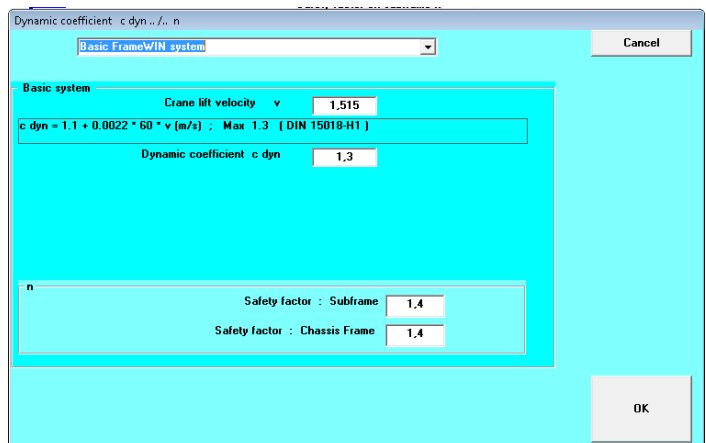 Dynamic coefficient c dyn ../.. n
Basic FrameWIN system
Cancel
Basic system
Crane lift velocity v 1,515
c dyn = 1.1 + 0.0022 * 60 * v (m/s) ; Max 1.3 ( DIN 15018-H1 )
Dynamic coefficient c dyn 1,3
n
Safety factor : Subframe 1,4
Safety factor : Chassis Frame 1,4
OK